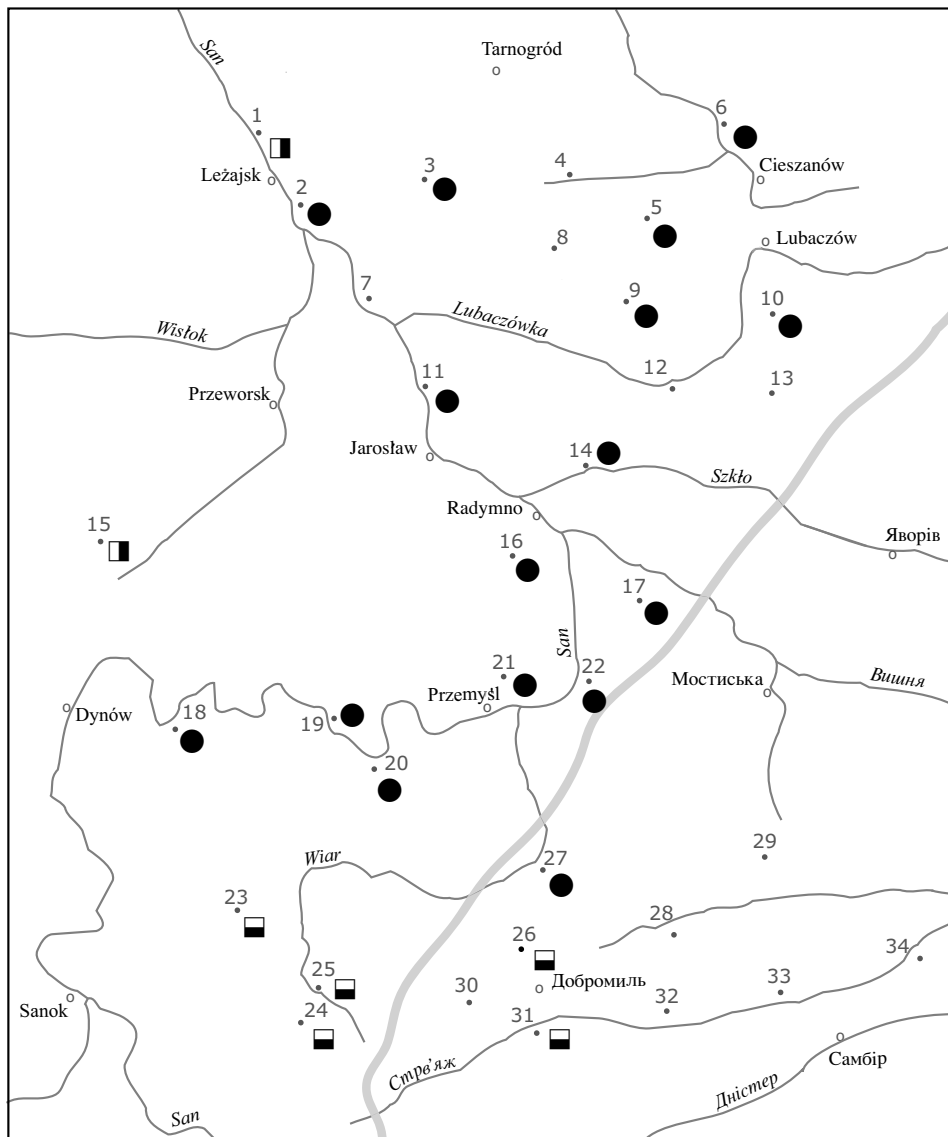 San
Tarnogród
1
6
Leżajsk
3
4
Cieszanów
2
5
8
Lubaczów
7
9
10
Wisłok
Lubaczówka
11
12
13
Przeworsk
Jarosław
14
Szkło
15
Radymno
16
Яворів
17
San
21
22
Dynów
18
Przemyśl
Мостиська
Вишня
19
20
Wiar
27
29
23
28
26
34
25
Добромиль
33
Sanok
24
30
31
32
Стрв'яж
Самбір
San
Дністер